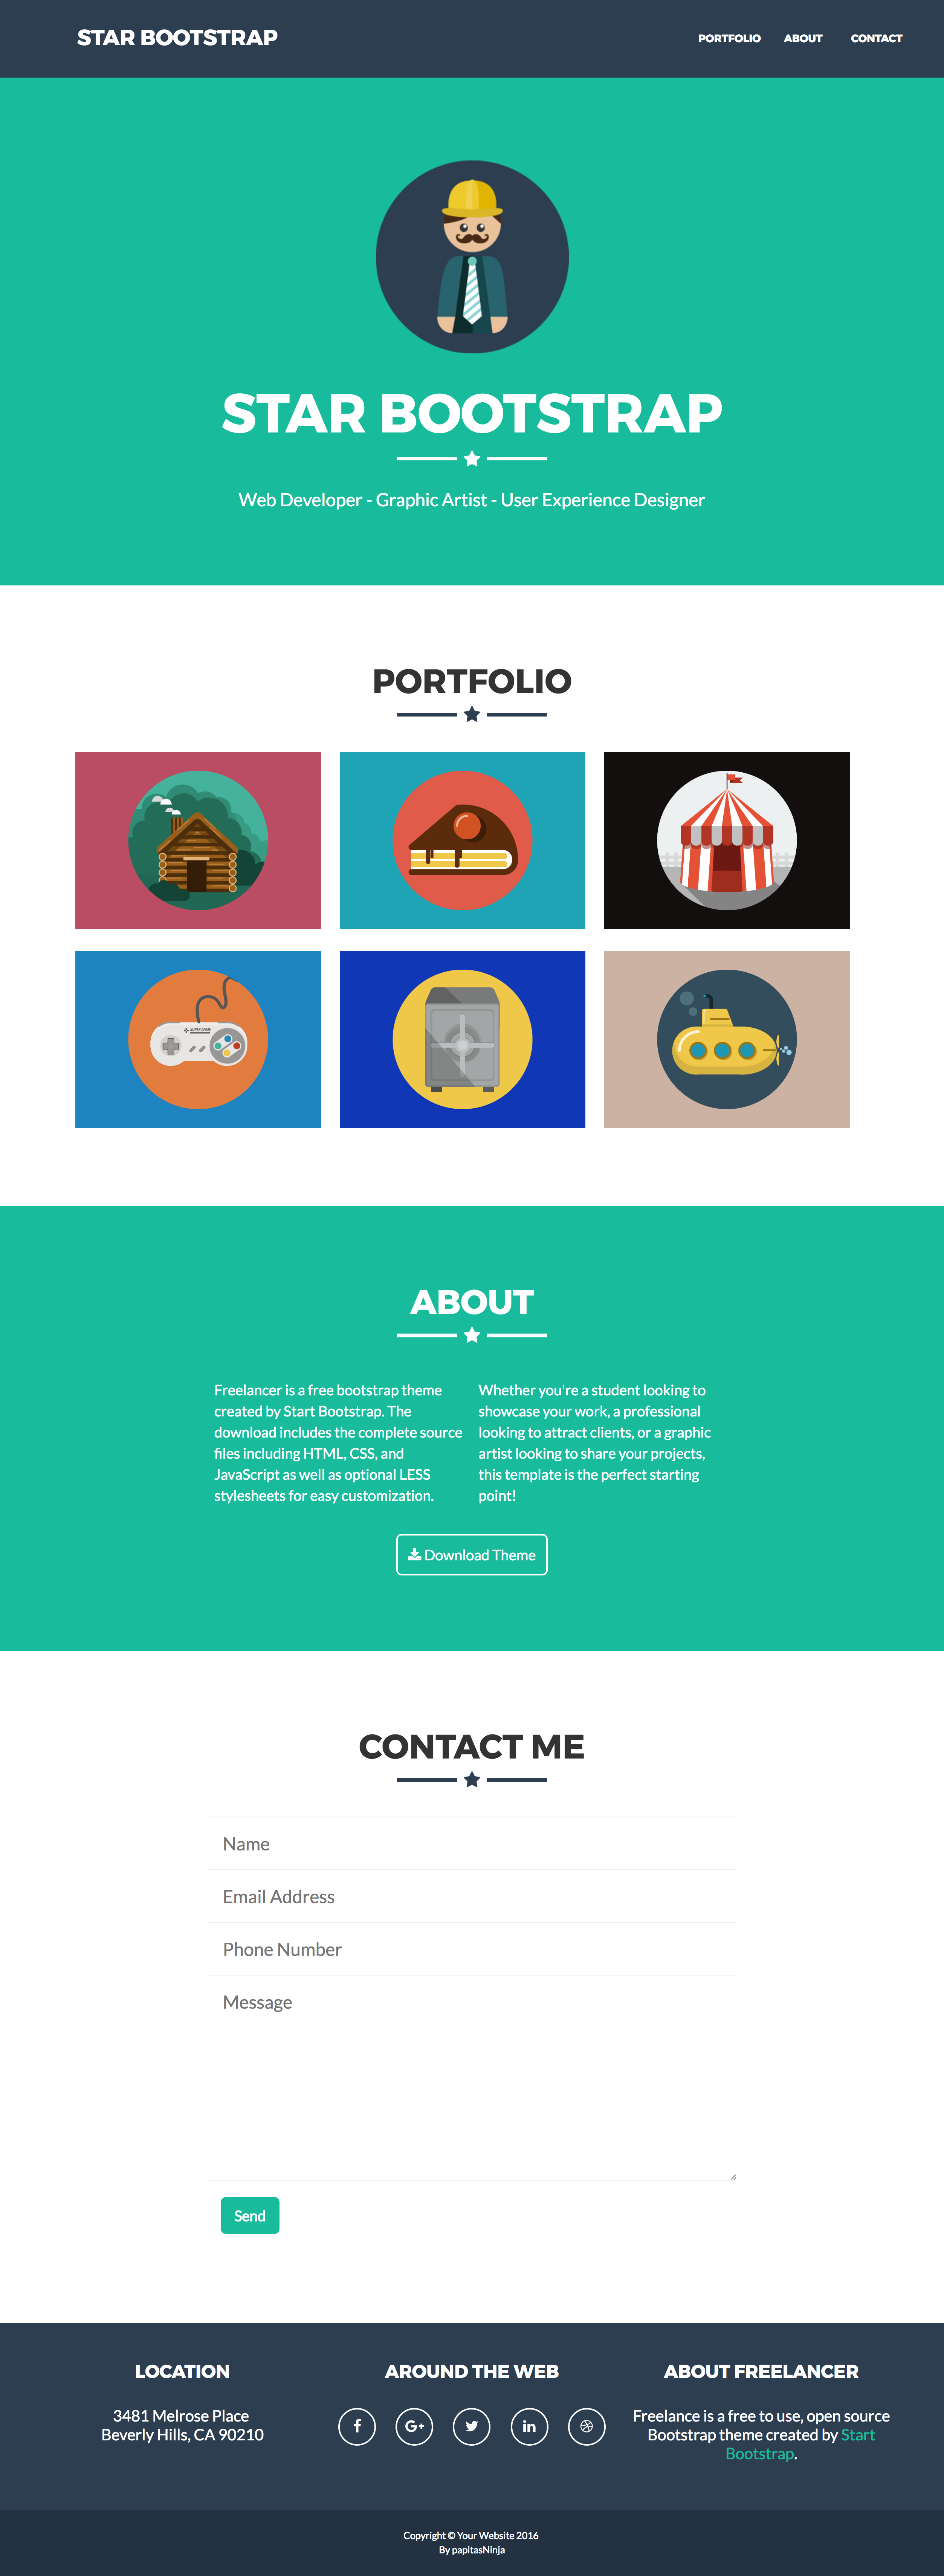 STAR BOOTSTRAP
PORTFOLIO ABOUT CONTACT
STAR BOOTSTRAP
Web Developer - Graphic Artist - User Experience Designer
PORTFOLIO
SUPER GAME
ABOUT
Freelancer is a free bootstrap theme
created by Start Bootstrap. The
download includes the complete source
files including HTML, CSS, and
JavaScript as well as optional LESS
stylesheets for easy customization.
Whether you're a student looking to
showcase your work, a professional
looking to attract clients, or a graphic
artist looking to share your projects,
this template is the perfect starting
point!
Download Theme
CONTACT ME
Name
Email Address
Phone Number
Message
Send
LOCATION
3481 Melrose Place
Beverly Hills, CA 90210
AROUND THE WEB
ABOUT FREELANCER
Freelance is a free to use, open source
Bootstrap theme created by Start
Bootstrap.
Copyright © Your Website 2016
By papitasNinja